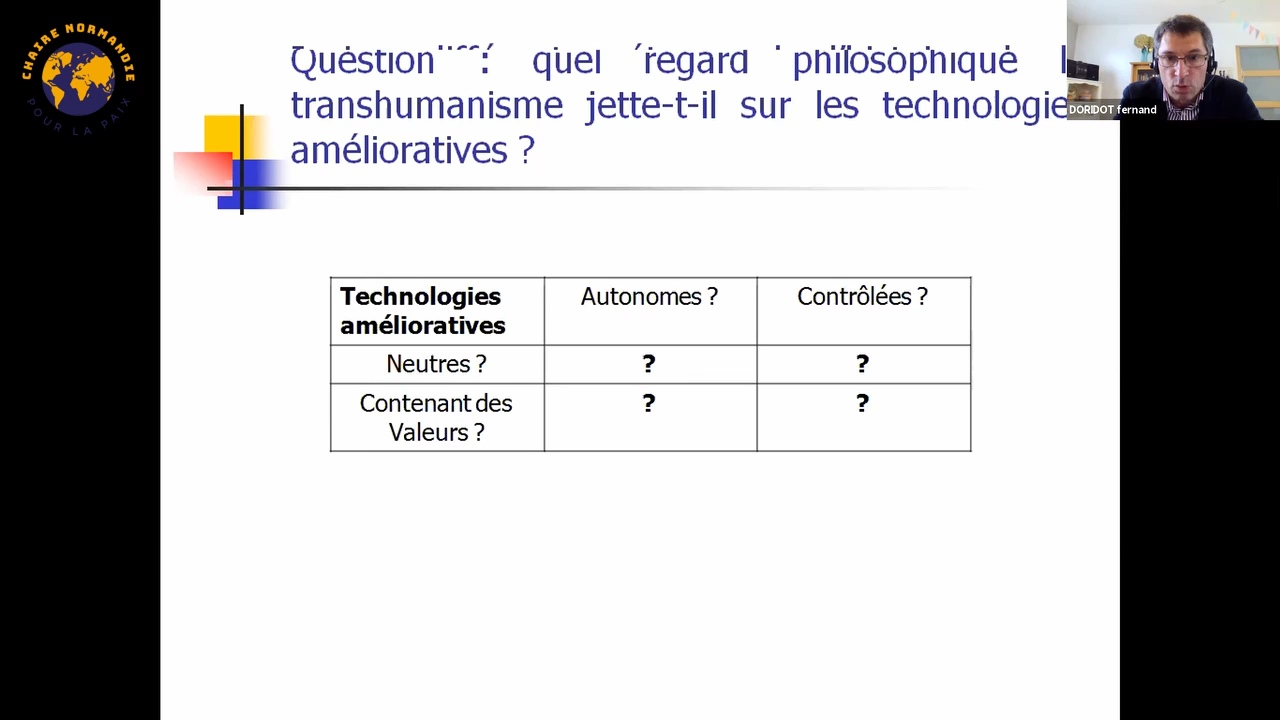 CHAIRE NORMANDIE
POUR LA PAIX
Question : quel regard philosophique
transhumanisme jette-t-il sur les technologie
amélioratives ?
DORIDOT fernand
Technologies
amélioratives
Autonomes ?
Contrôlées ?
Neutres ?
?
?
Contenant des
Valeurs ?
?
?